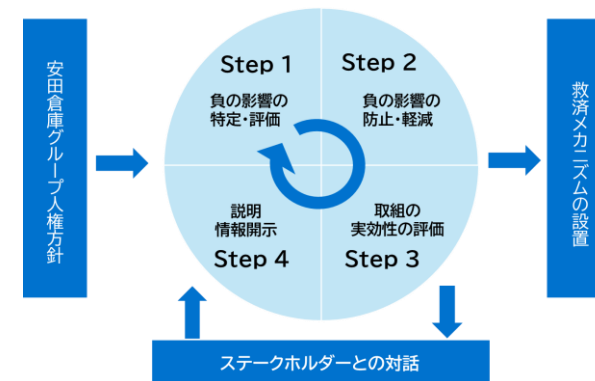 安田倉庫グループ人権方針
Step 1
負の影響の
特定・評価
Step 2
負の影響の
防止・軽減
取組の
実効性の評価
Step 3
説明
情報開示
Step 4
救済メカニズムの設置
ステークホルダーとの対話